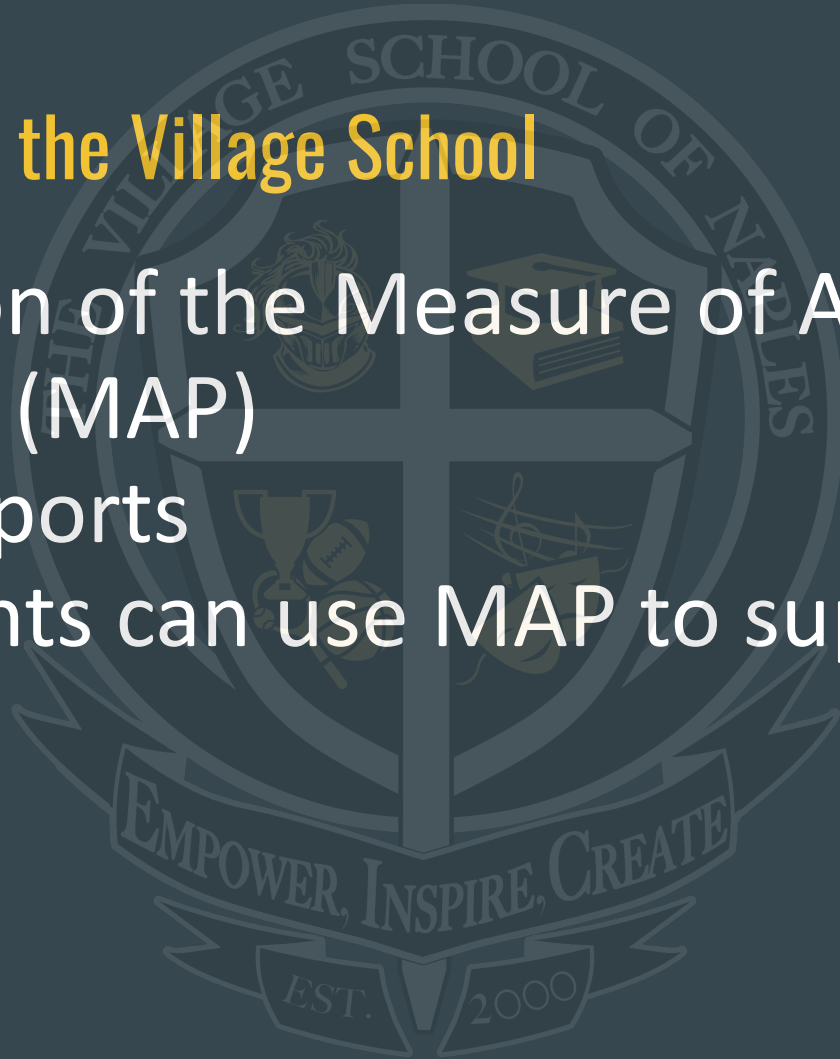 the Village School
on of the Measure of A
(MAP)
ports
nts can use MAP to sup
THE VILLAGE SCHOOL OF NAPLES
EMPOWER, INSPIRE, CREATE
EST. 2000